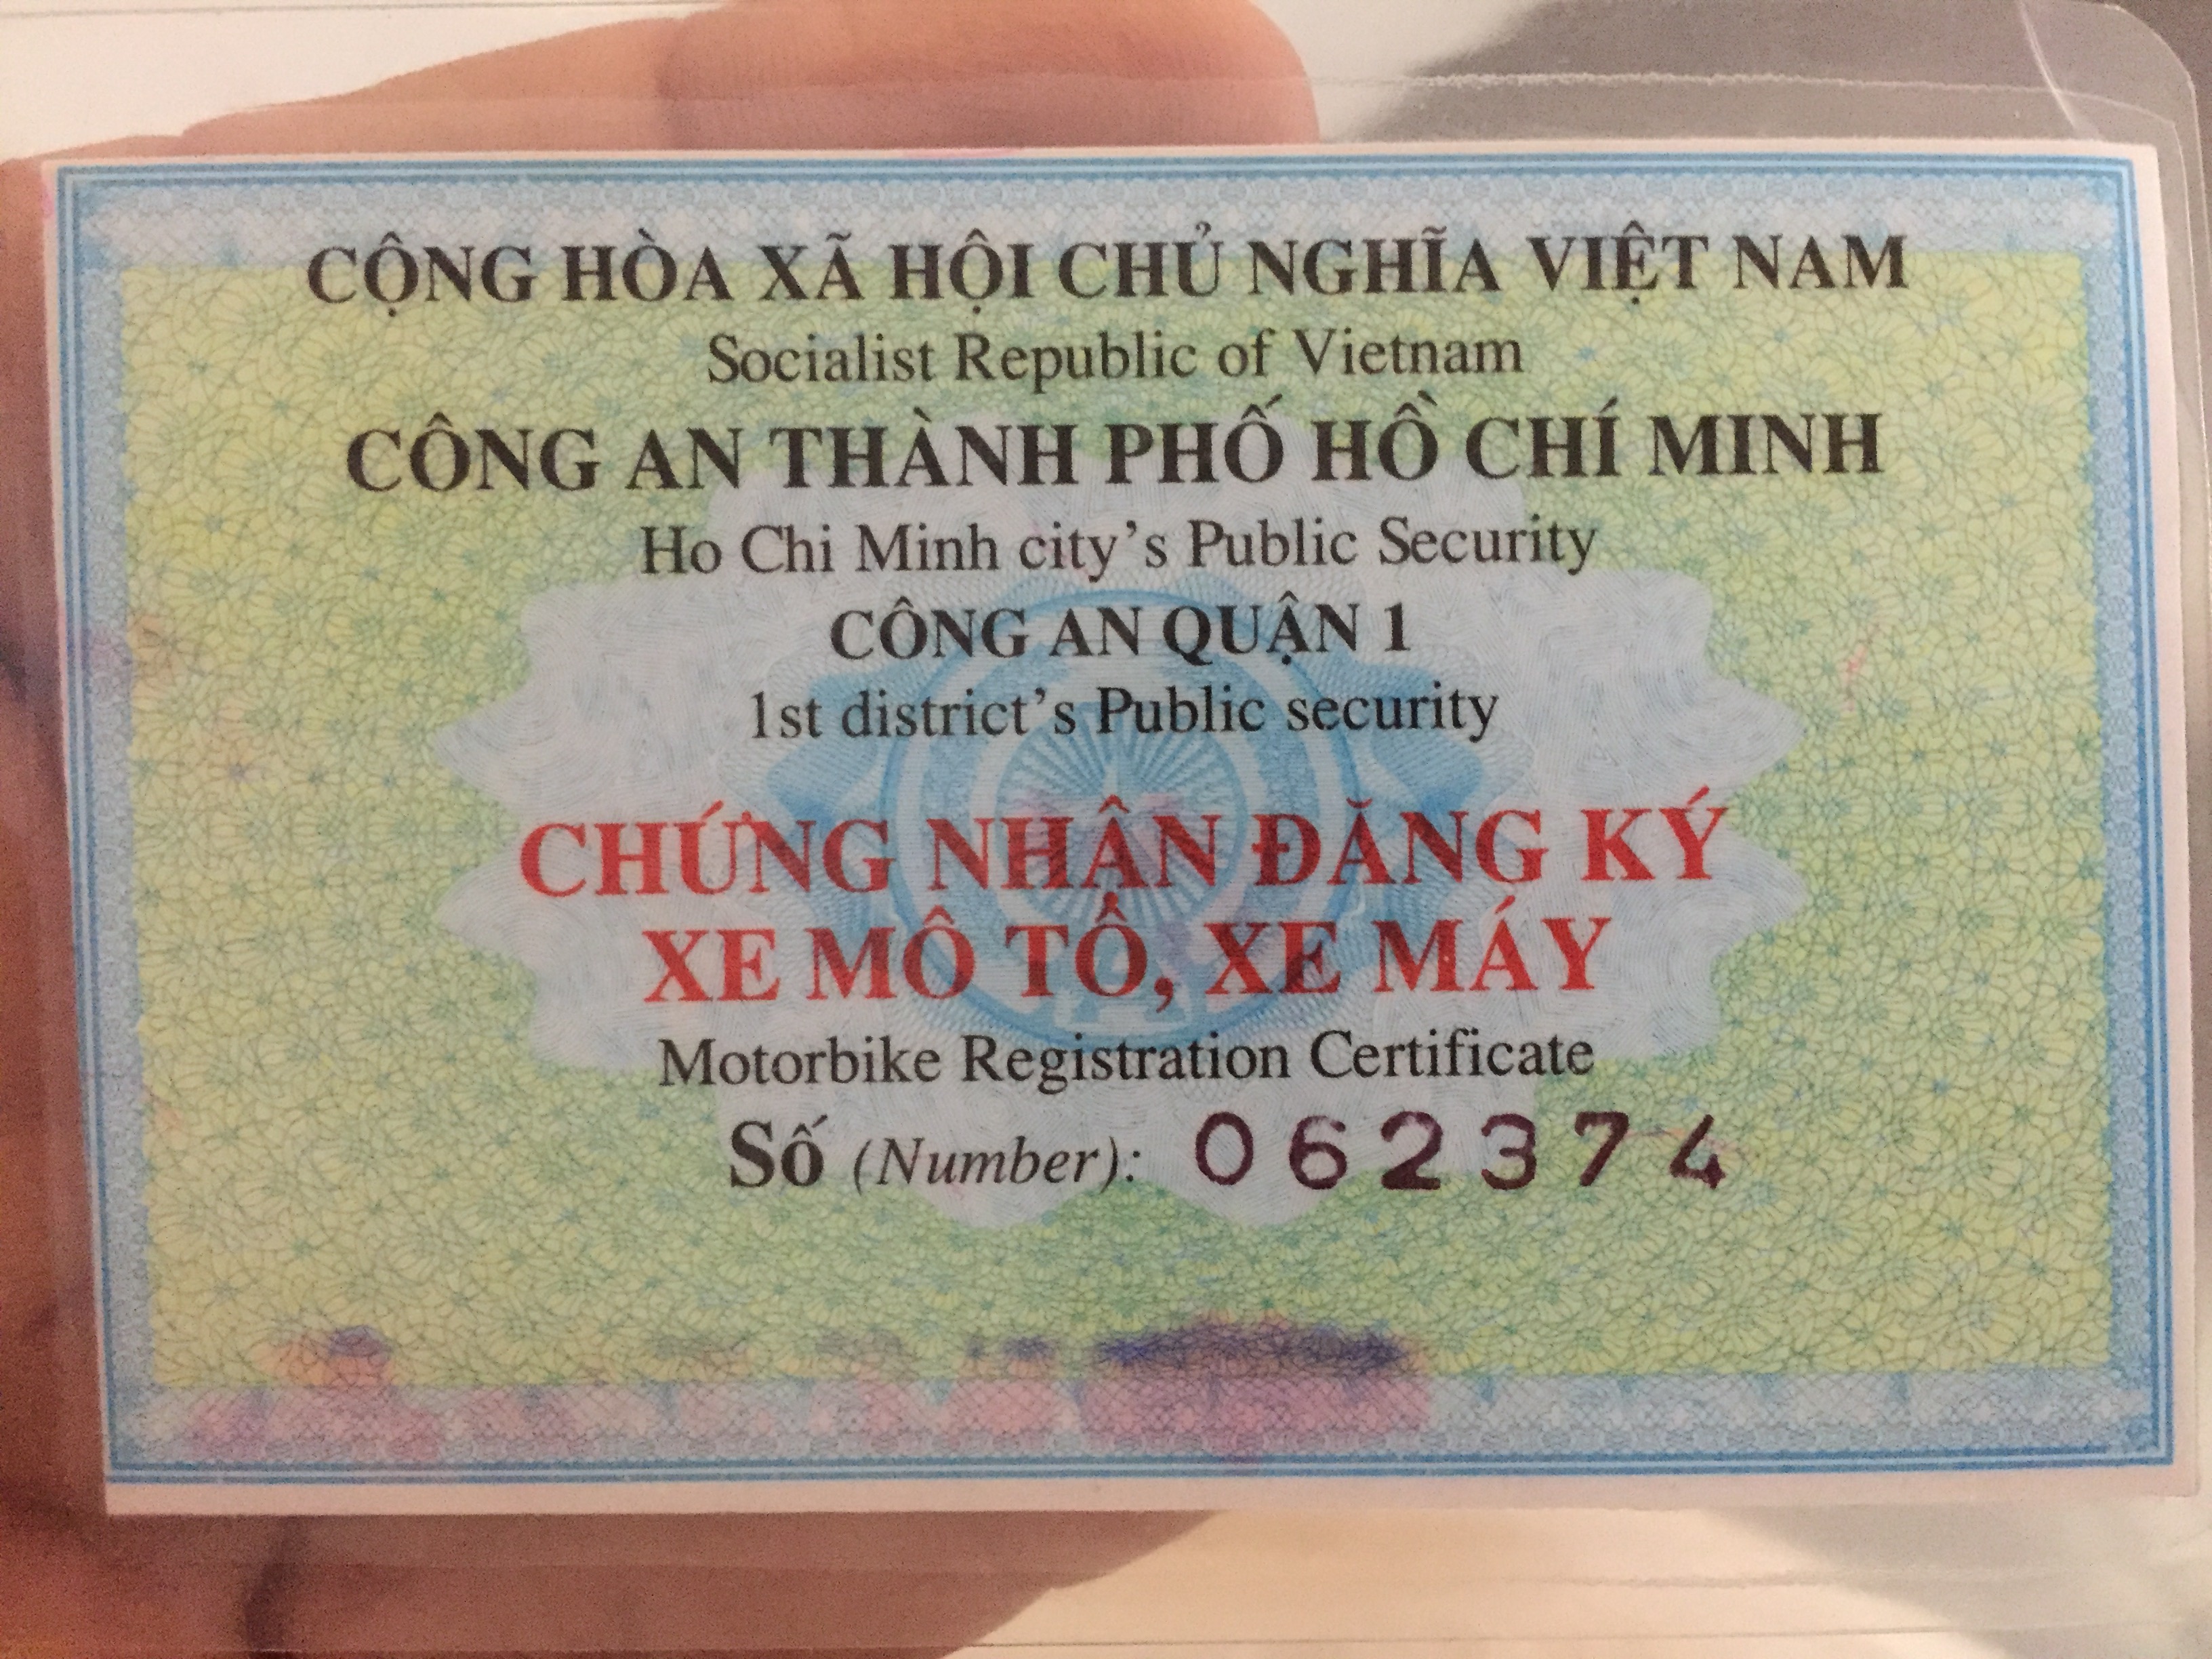 CỘNG HÒA XÃ HỘI CHỦ NGHĨA VIỆT NAM
Socialist Republic of Vietnam
CÔNG AN THÀNH PHỐ HỒ CHÍ MINH
Ho Chi Minh city's Public Security
CÔNG AN QUẬN 1
1st district's Public security
CHỨNG NHẬN ĐĂNG KÝ
XE MÔ TÔ, XE MÁY
Motorbike Registration Certificate
Số (Number): 062374